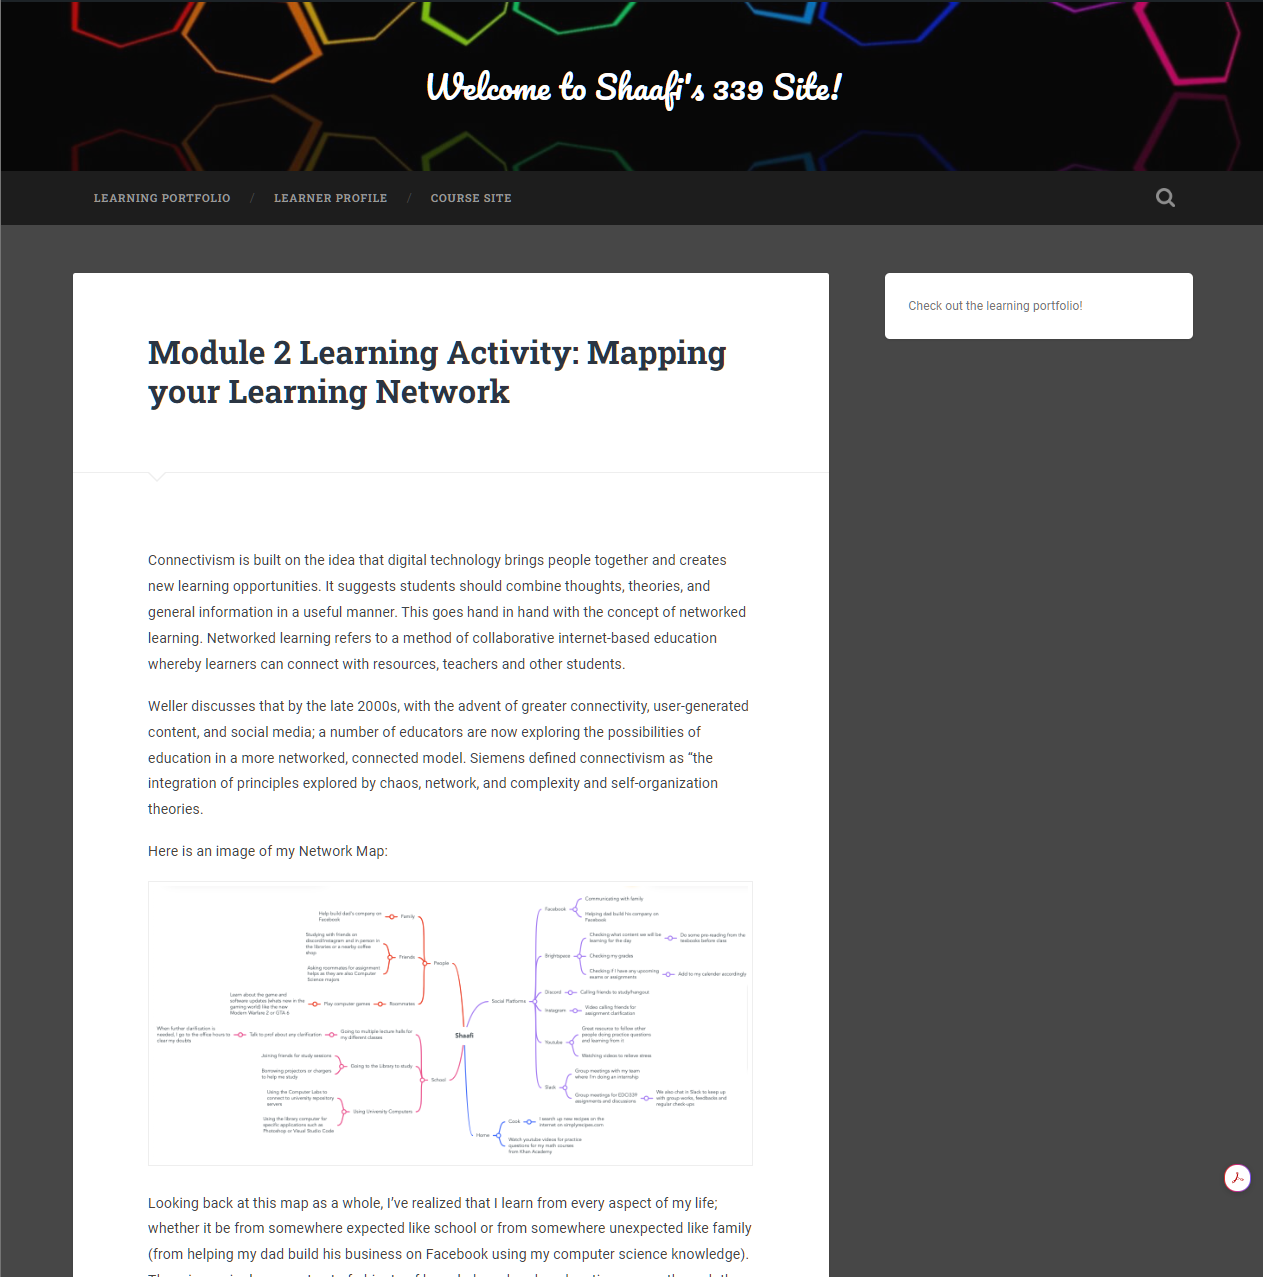 Welcome to Shaafi's 339 Site!
LEARNING PORTFOLIO / LEARNER PROFILE / COURSE SITE
Module 2 Learning Activity: Mapping
your Learning Network
Check out the learning portfolio!
Connectivism is built on the idea that digital technology brings people together and creates
new learning opportunities. It suggests students should combine thoughts, theories, and
general information in a useful manner. This goes hand in hand with the concept of networked
learning. Networked learning refers to a method of collaborative internet-based education
whereby learners can connect with resources, teachers and other students.
Weller discusses that by the late 2000s, with the advent of greater connectivity, user-generated
content, and social media; a number of educators are now exploring the possibilities of
education in a more networked, connected model. Siemens defined connectivism as “the
integration of principles explored by chaos, network, and complexity and self-organization
theories.
Here is an image of my Network Map:
Help build dad's company on
Facebook
Family
Studying with friends on
discord/instagram and in person in
the libraries or a nearby coffee
shop
Asking roommates for assignment
helps as they are also Computer
Science majors
Friends
People
Learn about the game and
software updates /whats new in the
gaming world like the new
Modern Warfare 2 or GTA 6
Play computer games
Roommates
When further clarification is
needed, I go to the office hours to
clear my doubts
Talk to prof about any clarification
Going to multiple lecture halls for
my different classes
Joining friends for study sessions
Borrowing projectors or chargers
to help me study
Going to the Library to study
School
Using the Computer Labs to
connect to university repository
servers
Using the library computer for
specific applications such as
Photoshop or Visual Studio Code
Using University Computers
Shaafi
Social Platforms
Facebook
Communicating with family
Helping dad build his company on
Facebook
Brightspace
Checking what content we will be
learning for the day
Do some pre-reading from the
textbooks before class
Checking my grades
Checking if I have any upcoming
exams or assignments
Add to my calender accordingly
Discord
Calling friends to study/hangout
Instagram
Video calling friends for
assignment clarification
Youtube
Great resource to follow other
people doing practice questions
and learning from it
Watching videos to relieve stress
Slack
Group meetings with my team
where I'm doing an internship
Group meetings for EDCI339
assignments and discussions
We also chat in Slack to keep up
with group works, feedbacks and
regular check-ups
Home
Cook
I search up new recipes on the
internet on simplyrecipes.com
Watch youtube videos for practice
questions for my math courses
from Khan Academy
Looking back at this map as a whole, I’ve realized that I learn from every aspect of my life;
whether it be from somewhere expected like school or from somewhere unexpected like family
(from helping my dad build his business on Facebook using my computer science knowledge).